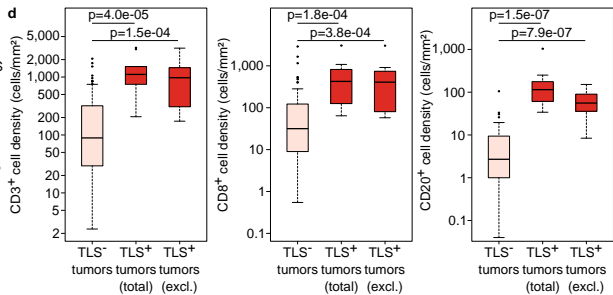 d
p=4.0e-05
p=1.5e-04
CD3+ cell density (cells/mm²)
5,000
2,000
1,000
500
200
100
50
20
10
5
2
TLS- tumors
TLS+ tumors (total)
TLS+ tumors (excl.)
p=1.8e-04
p=3.8e-04
CD8+ cell density (cells/mm²)
1,000
100
10
1
0.1
TLS- tumors
TLS+ tumors (total)
TLS+ tumors (excl.)
p=1.5e-07
p=7.9e-07
CD20+ cell density (cells/mm²)
1,000
100
10
1
0.1
TLS- tumors
TLS+ tumors (total)
TLS+ tumors (excl.)